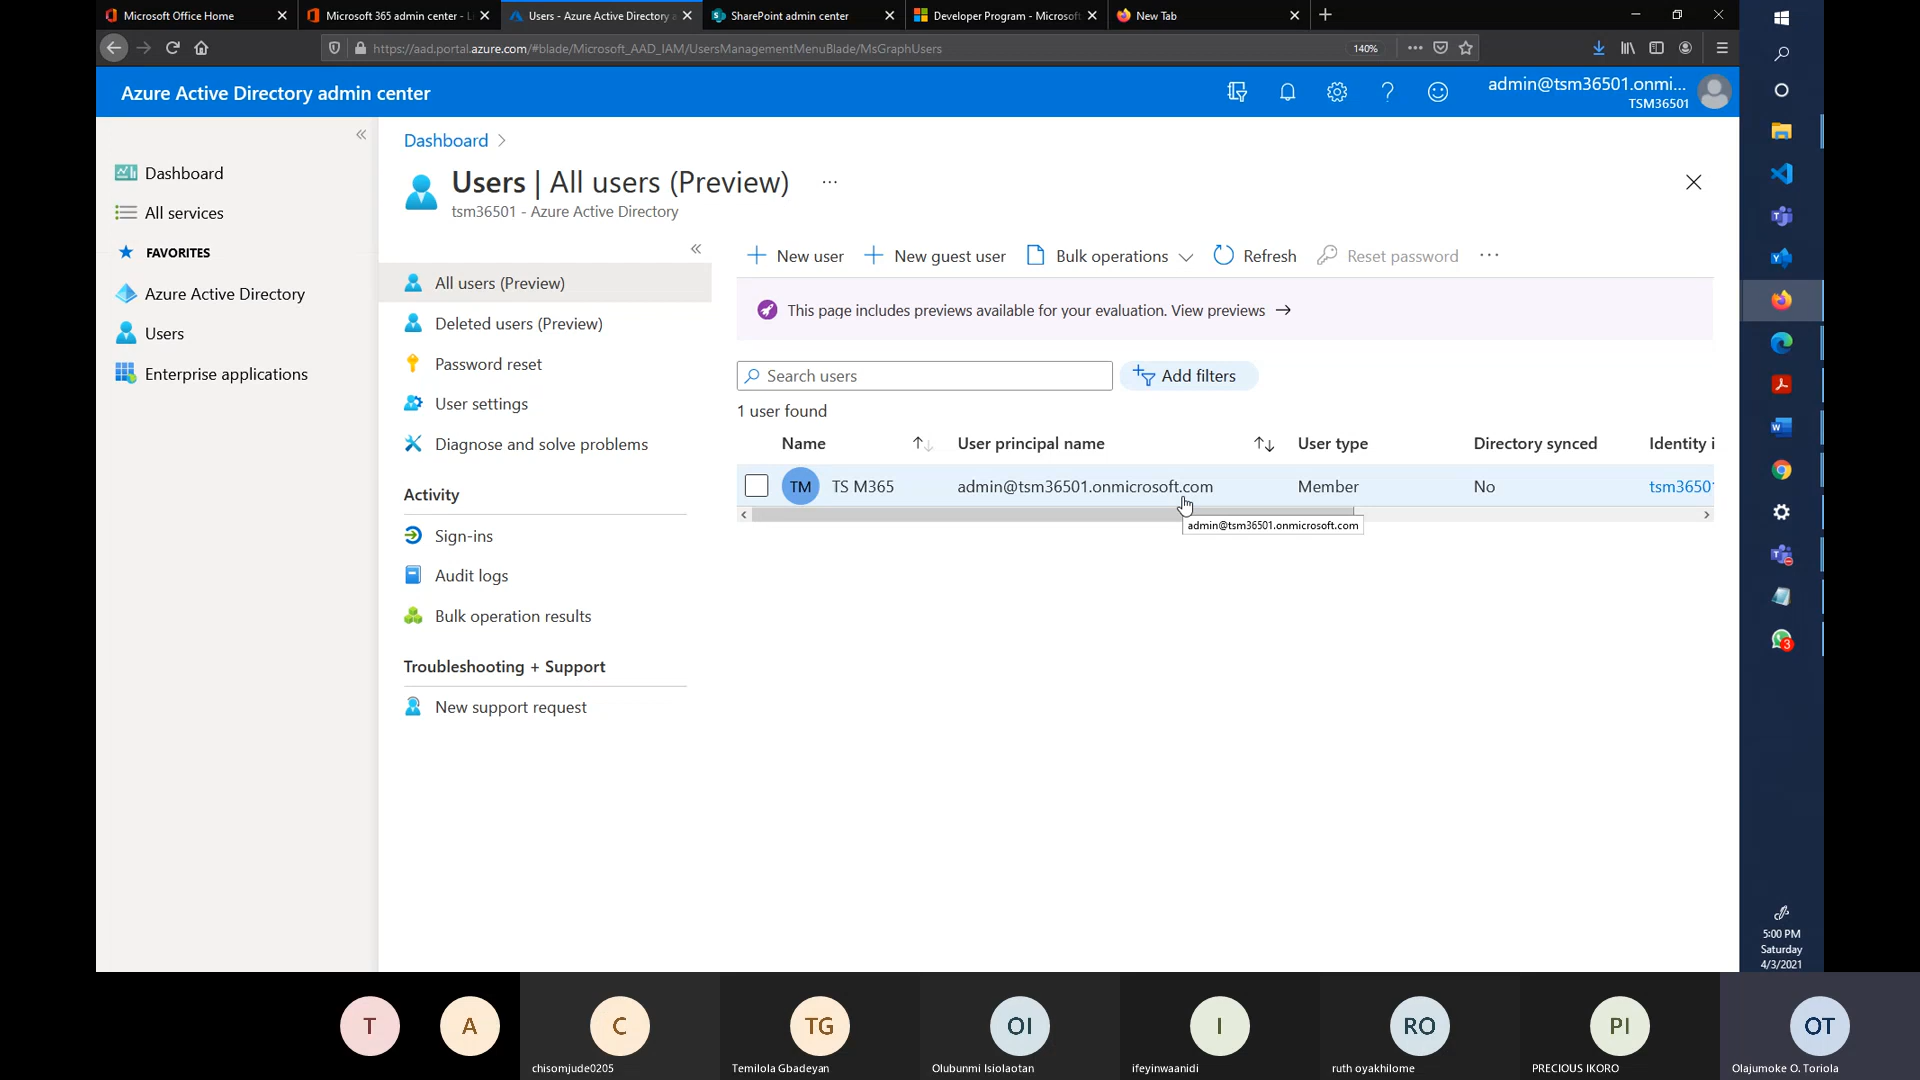 Microsoft Office Home
Microsoft 365 admin center - Li
Users - Azure Active Directory a
SharePoint admin center
Developer Program - Microsoft
New Tab
https://aad.portal.azure.com/#blade/Microsoft_AAD_IAM/UsersManagementMenuBlade/MsGraphUsers
140%
Azure Active Directory admin center
admin@tsm36501.onmi...
TSM36501
Dashboard
All services
FAVORITES
Azure Active Directory
Users
Enterprise applications
Dashboard
Users | All users (Preview)
tsm36501 - Azure Active Directory
All users (Preview)
Deleted users (Preview)
Password reset
User settings
Diagnose and solve problems
Activity
Sign-ins
Audit logs
Bulk operation results
Troubleshooting + Support
New support request
New user
New guest user
Bulk operations
Refresh
Reset password
This page includes previews available for your evaluation. View previews →
Search users
Add filters
1 user found
Name
User principal name
User type
Directory synced
Identity i
TM
TS M365
admin@tsm36501.onmicrosoft.com
Member
No
tsm36501
admin@tsm36501.onmicrosoft.com
3
5:00 PM
Saturday
4/3/2021
T
A
C
chisomjude0205
TG
Temilola Gbadeyan
OI
Olubunmi Isiolaotan
I
ifeyinwaanidi
RO
ruth oyakhilome
PI
PRECIOUS IKORO
OT
Olajumoke O. Toriola